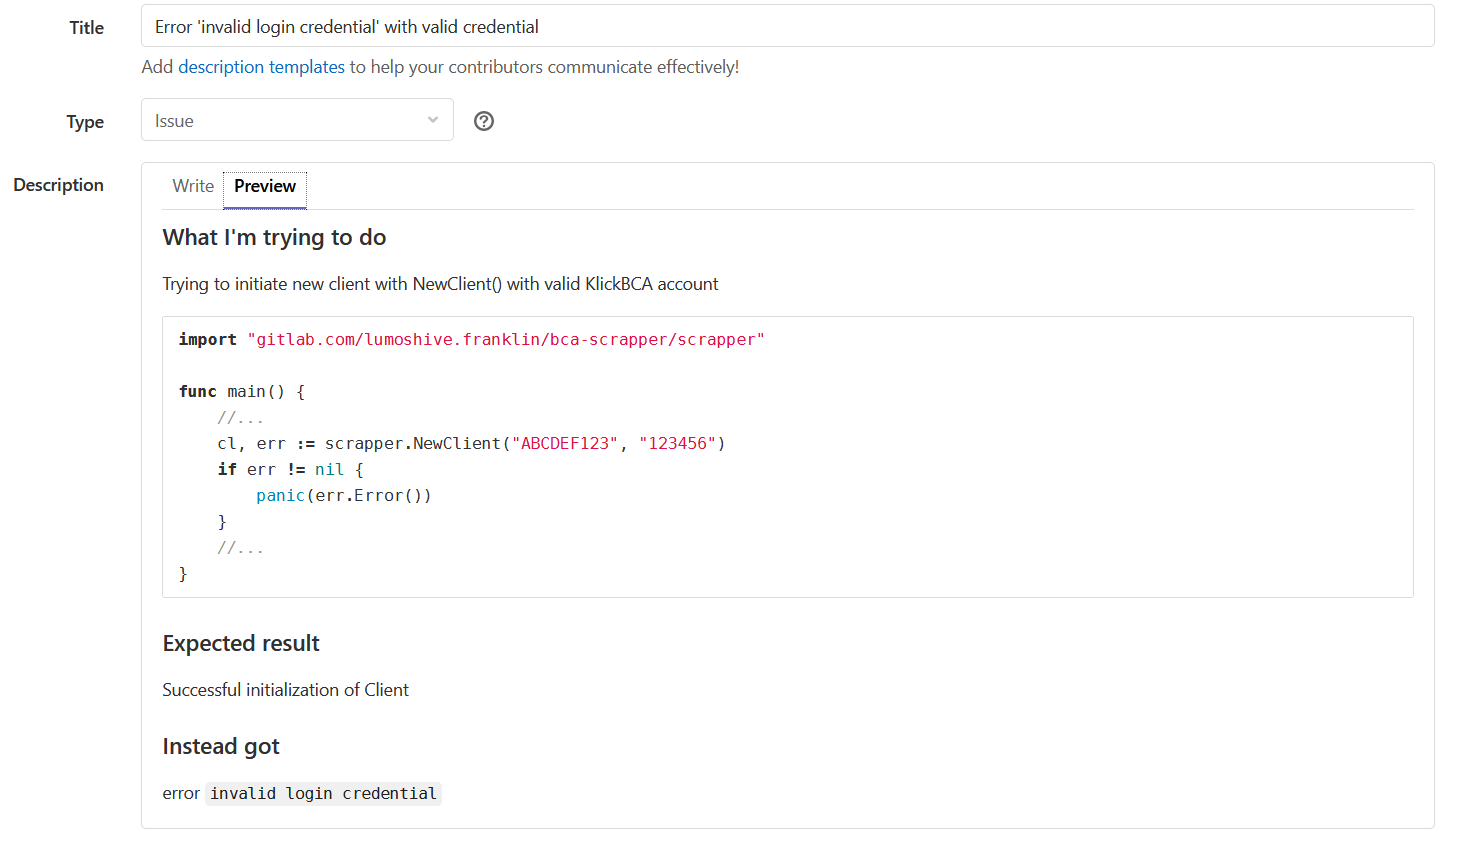 Title
Error 'invalid login credential' with valid credential
Add description templates to help your contributors communicate effectively!
Type
Issue
Description
Write Preview
What I'm trying to do
Trying to initiate new client with NewClient() with valid KlickBCA account
import "gitlab.com/lumoshive.franklin/bca-scrapper/scrapper"
func main() {
    //...
    cl, err := scrapper.NewClient("ABCDEF123", "123456")
    if err != nil {
        panic(err.Error())
    }
    //...
}
Expected result
Successful initialization of Client
Instead got
error invalid login credential